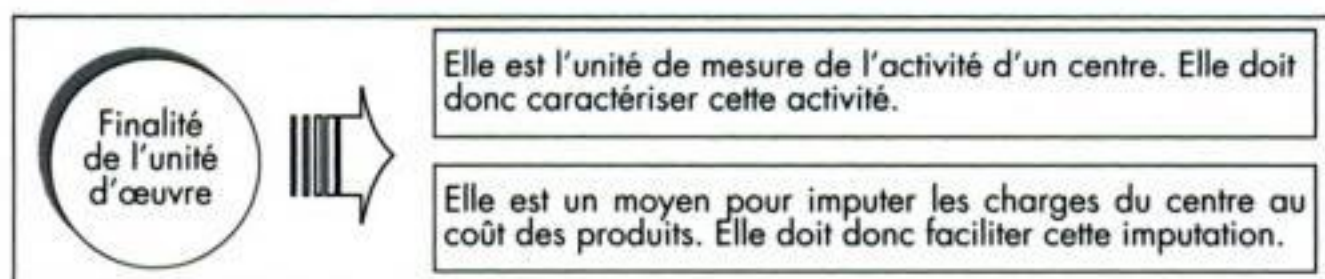 Finalité
de l'unité
d'œuvre
Elle est l'unité de mesure de l'activité d'un centre. Elle doit
donc caractériser cette activité.
Elle est un moyen pour imputer les charges du centre au
coût des produits. Elle doit donc faciliter cette imputation.